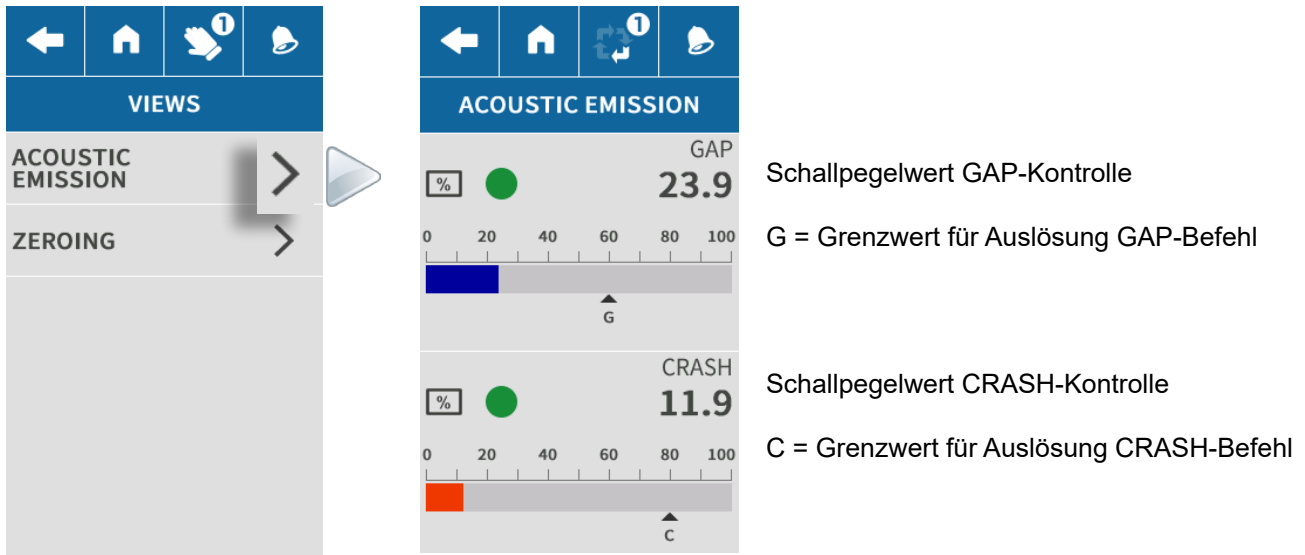 1
VIEWS
ACOUSTIC
EMISSION
ZEROING
1
ACOUSTIC EMISSION
GAP
% 23.9
0 20 40 60 80 100
G
CRASH
% 11.9
0 20 40 60 80 100
C
Schallpegelwert GAP-Kontrolle
G = Grenzwert für Auslösung GAP-Befehl
Schallpegelwert CRASH-Kontrolle
C = Grenzwert für Auslösung CRASH-Befehl